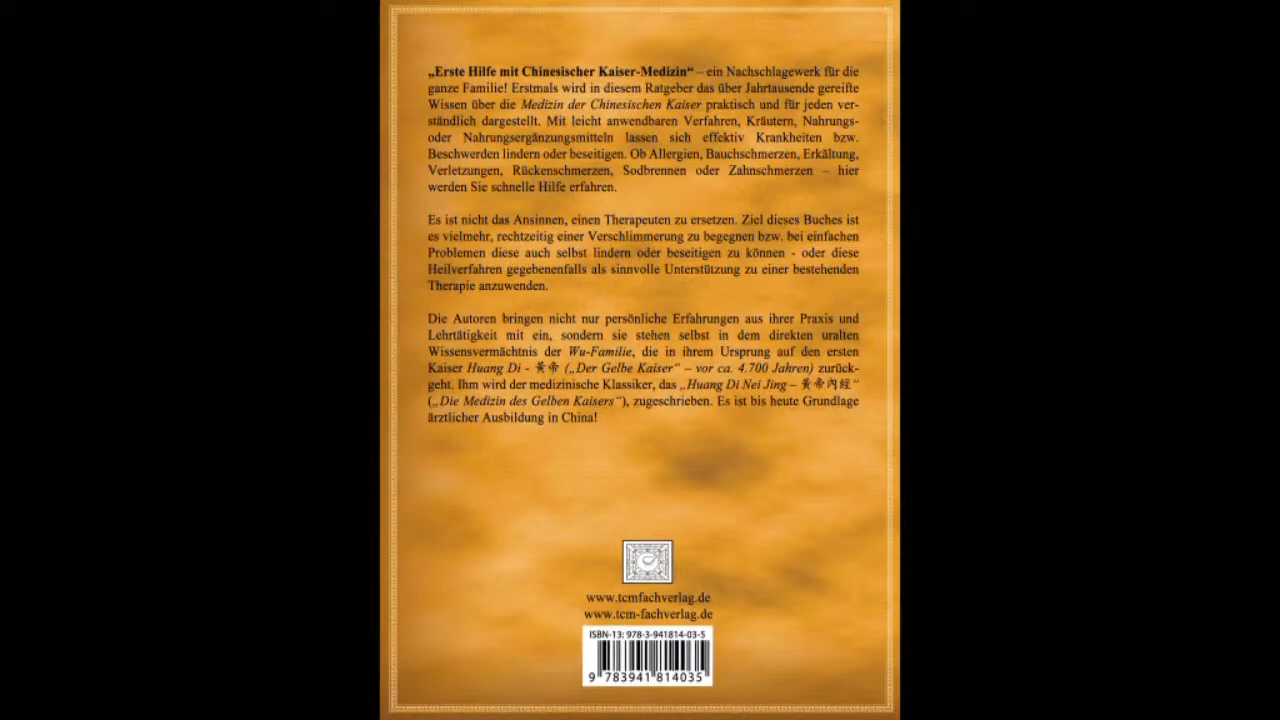 „Erste Hilfe mit Chinesischer Kaiser-Medizin“ – ein Nachschlagewerk für die
ganze Familie! Erstmals wird in diesem Ratgeber das über Jahrtausende gereifte
Wissen über die Medizin der Chinesischen Kaiser praktisch und für jeden ver-
ständlich dargestellt. Mit leicht anwendbaren Verfahren, Kräutern, Nahrungs-
oder Nahrungsergänzungsmitteln lassen sich effektiv Krankheiten bzw.
Beschwerden lindern oder beseitigen. Ob Allergien, Bauchschmerzen, Erkältung,
Verletzungen, Rückenschmerzen, Sodbrennen oder Zahnschmerzen – hier
werden Sie schnelle Hilfe erfahren.
Es ist nicht das Ansinnen, einen Therapeuten zu ersetzen. Ziel dieses Buches ist
es vielmehr, rechtzeitig einer Verschlimmerung zu begegnen bzw. bei einfachen
Problemen diese auch selbst lindern oder beseitigen zu können - oder diese
Heilverfahren gegebenenfalls als sinnvolle Unterstützung zu einer bestehenden
Therapie anzuwenden.
Die Autoren bringen nicht nur persönliche Erfahrungen aus ihrer Praxis und
Lehrtätigkeit mit ein, sondern sie stehen selbst in dem direkten uralten
Wissensvermächtnis der Wu-Familie, die in ihrem Ursprung auf den ersten
Kaiser Huang Di - 黃帝 („Der Gelbe Kaiser“ – vor ca. 4.700 Jahren) zurück-
geht. Ihm wird der medizinische Klassiker, das „Huang Di Nei Jing – 黃帝內經“
(„Die Medizin des Gelben Kaisers“), zugeschrieben. Es ist bis heute Grundlage
ärztlicher Ausbildung in China!
www.tcmfachverlag.de
www.tcm-fachverlag.de
ISBN-13: 978-3-941814-03-5
9 783941 814035